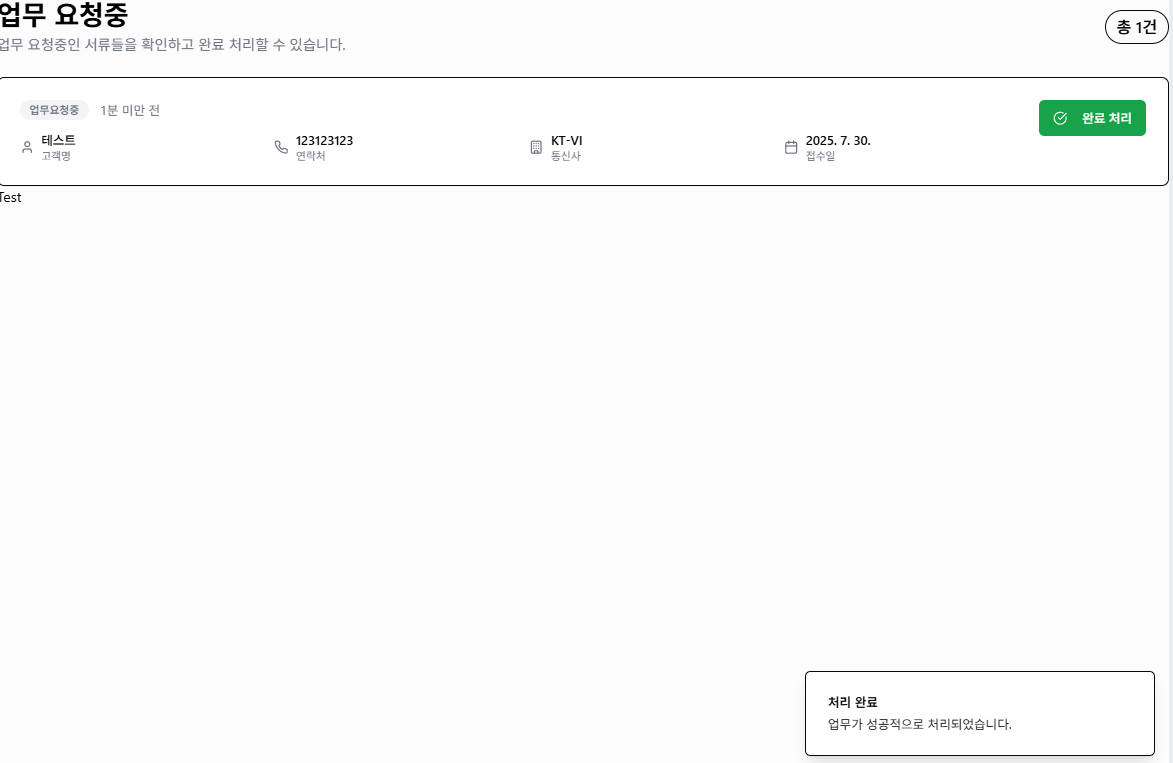 업무 요청중
업무 요청중인 서류들을 확인하고 완료 처리할 수 있습니다.
총 1건
업무요청중 1분 미만 전
완료 처리
테스트
고객명
123123123
연락처
KT-VI
통신사
2025. 7. 30.
접수일
Test
처리 완료
업무가 성공적으로 처리되었습니다.